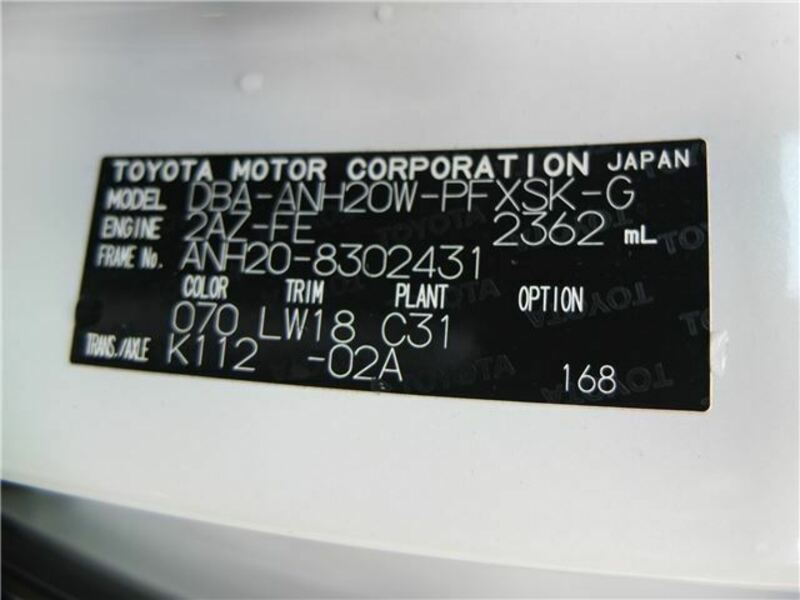 TOYOTA MOTOR CORPORATION JAPAN
MODEL DBA-ANH20W-PFXSK-G
ENGINE 2AZ-FE 2362 mL
FRAME No. ANH20-8302431
COLOR TRIM PLANT OPTION
070 LW18 C31
TRANS./AXLE K112 -02A
168